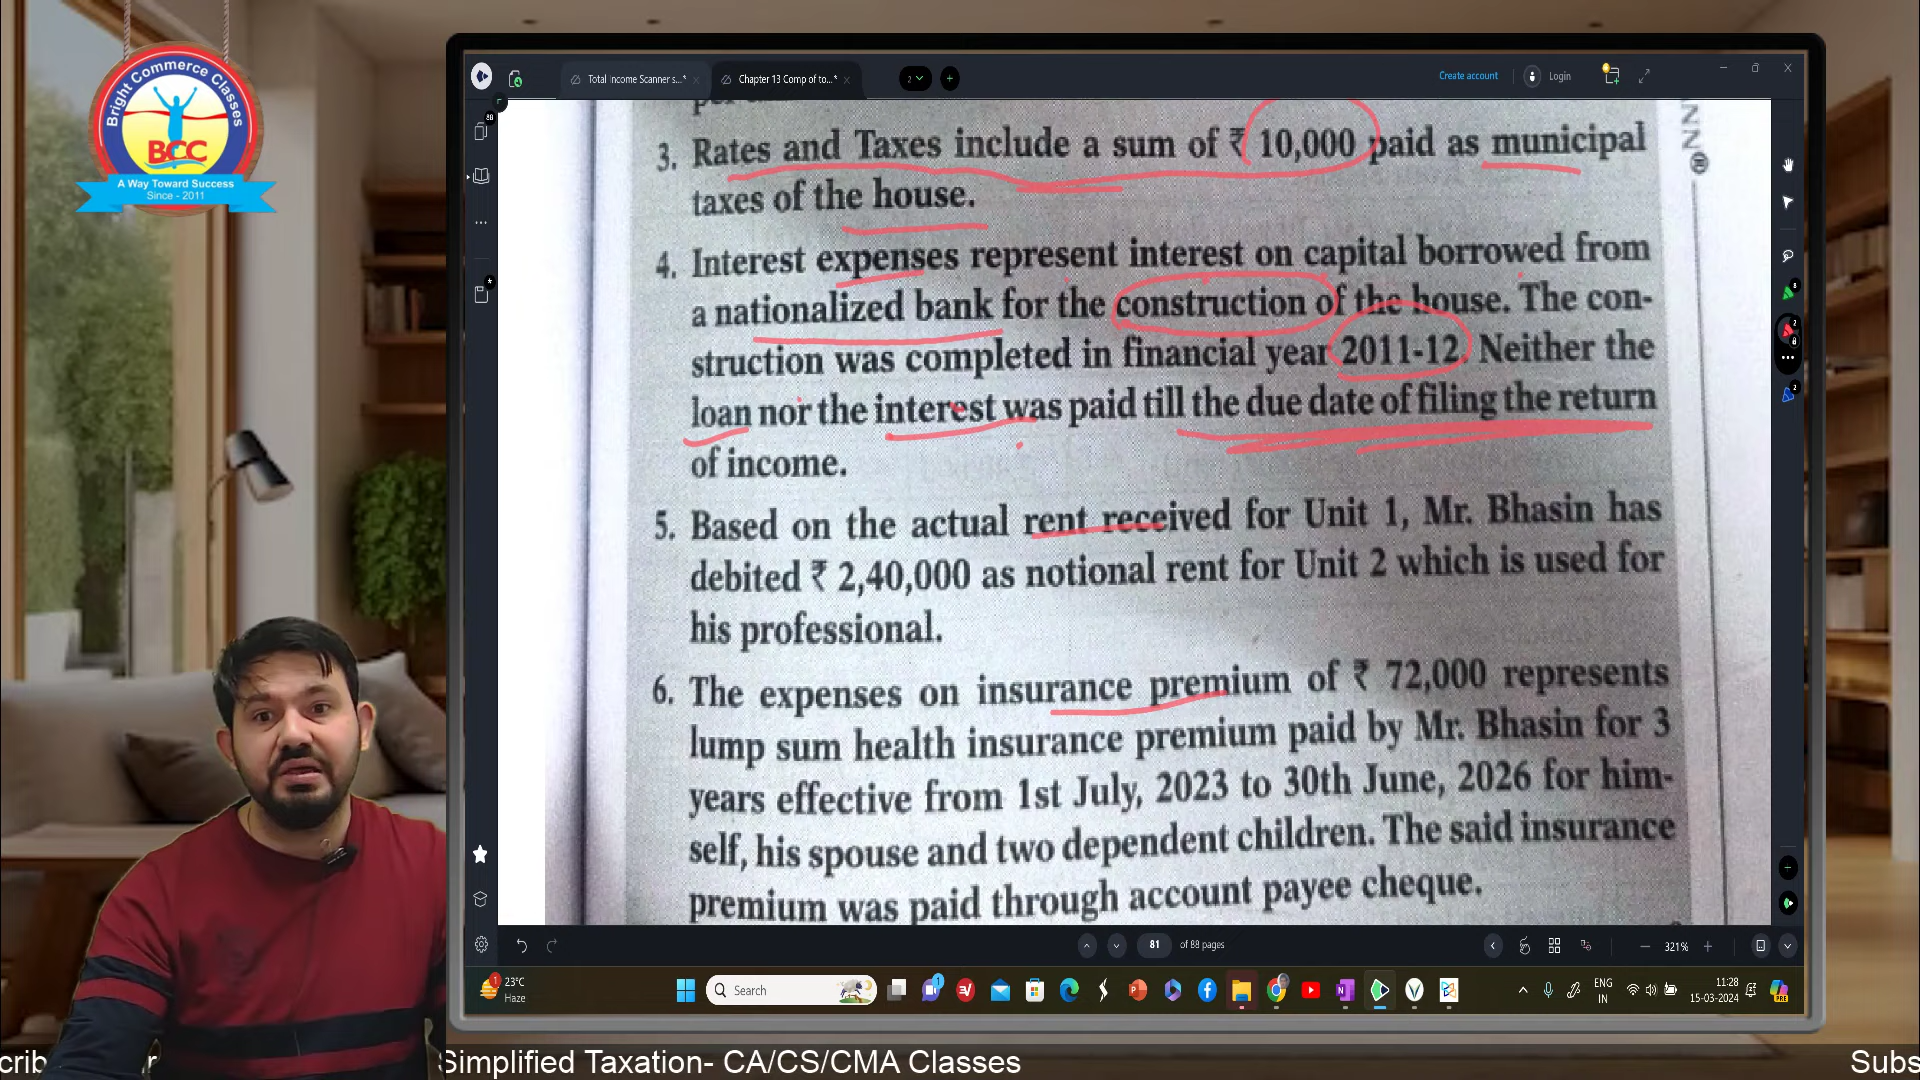 Bright Commerce Classes
BCC
A Way Toward Success
Since - 2011
Total Income Scanner s...*
Chapter 13 Comp of to...*
2
Create account
Login
3. Rates and Taxes include a sum of ₹ 10,000 paid as municipal
taxes of the house.
4. Interest expenses represent interest on capital borrowed from
a nationalized bank for the construction of the house. The con-
struction was completed in financial year 2011-12. Neither the
loan nor the interest was paid till the due date of filing the return
of income.
5. Based on the actual rent received for Unit 1, Mr. Bhasin has
debited ₹ 2,40,000 as notional rent for Unit 2 which is used for
his professional.
6. The expenses on insurance premium of ₹ 72,000 represents
lump sum health insurance premium paid by Mr. Bhasin for 3
years effective from 1st July, 2023 to 30th June, 2026 for him-
self, his spouse and two dependent children. The said insurance
premium was paid through account payee cheque.
81 of 88 pages
321%
23°C
Haze
Search
ENG
IN
11:28
15-03-2024
Simplified Taxation- CA/CS/CMA Classes
Subs